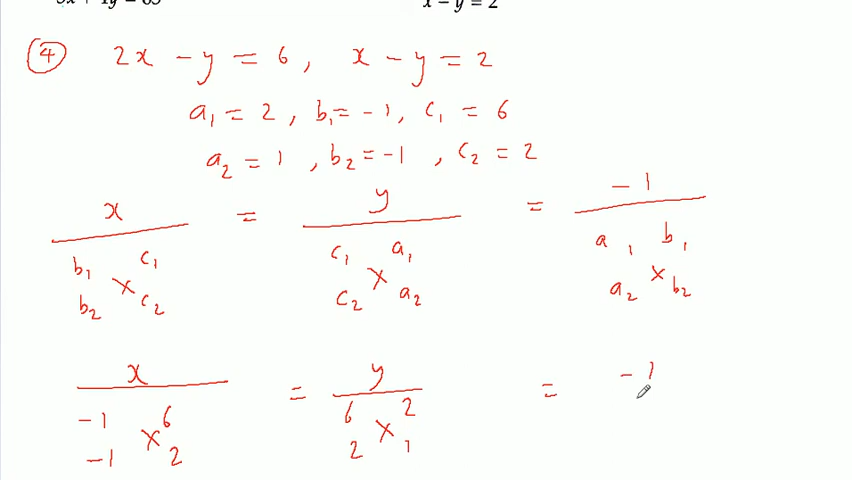 x − y = 2
④ 2x − y = 6, x − y = 2
a₁ = 2, b₁ = −1, c₁ = 6
a₂ = 1, b₂ = −1, c₂ = 2
x = y = −1
b₁ c₁ c₁ a₁ a₁ b₁
× × ×
b₂ c₂ c₂ a₂ a₂ b₂
x = y = −1
−1 6 6 2
× ×
−1 2 2 1